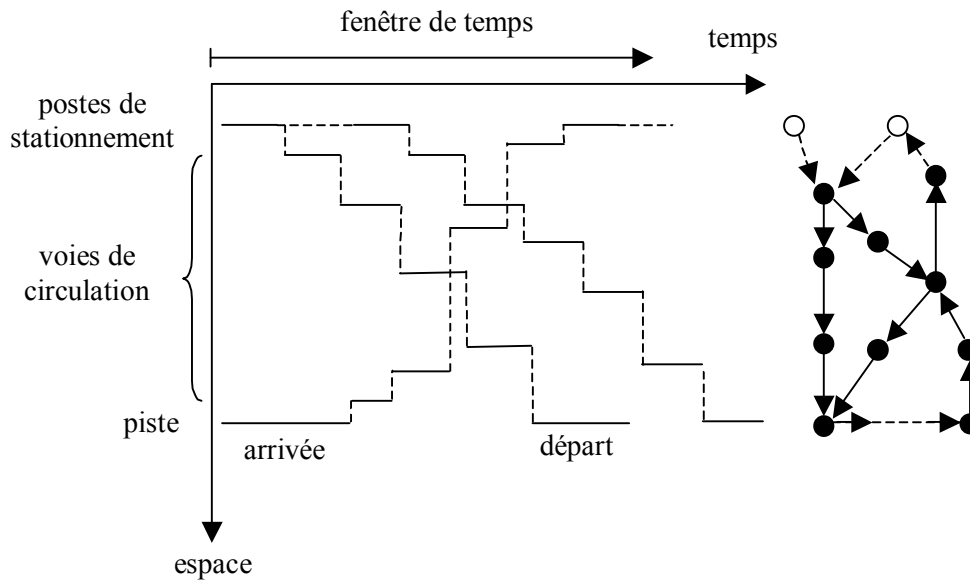 fenêtre de temps
temps
postes de
stationnement
voies de
circulation
piste
arrivée
départ
espace